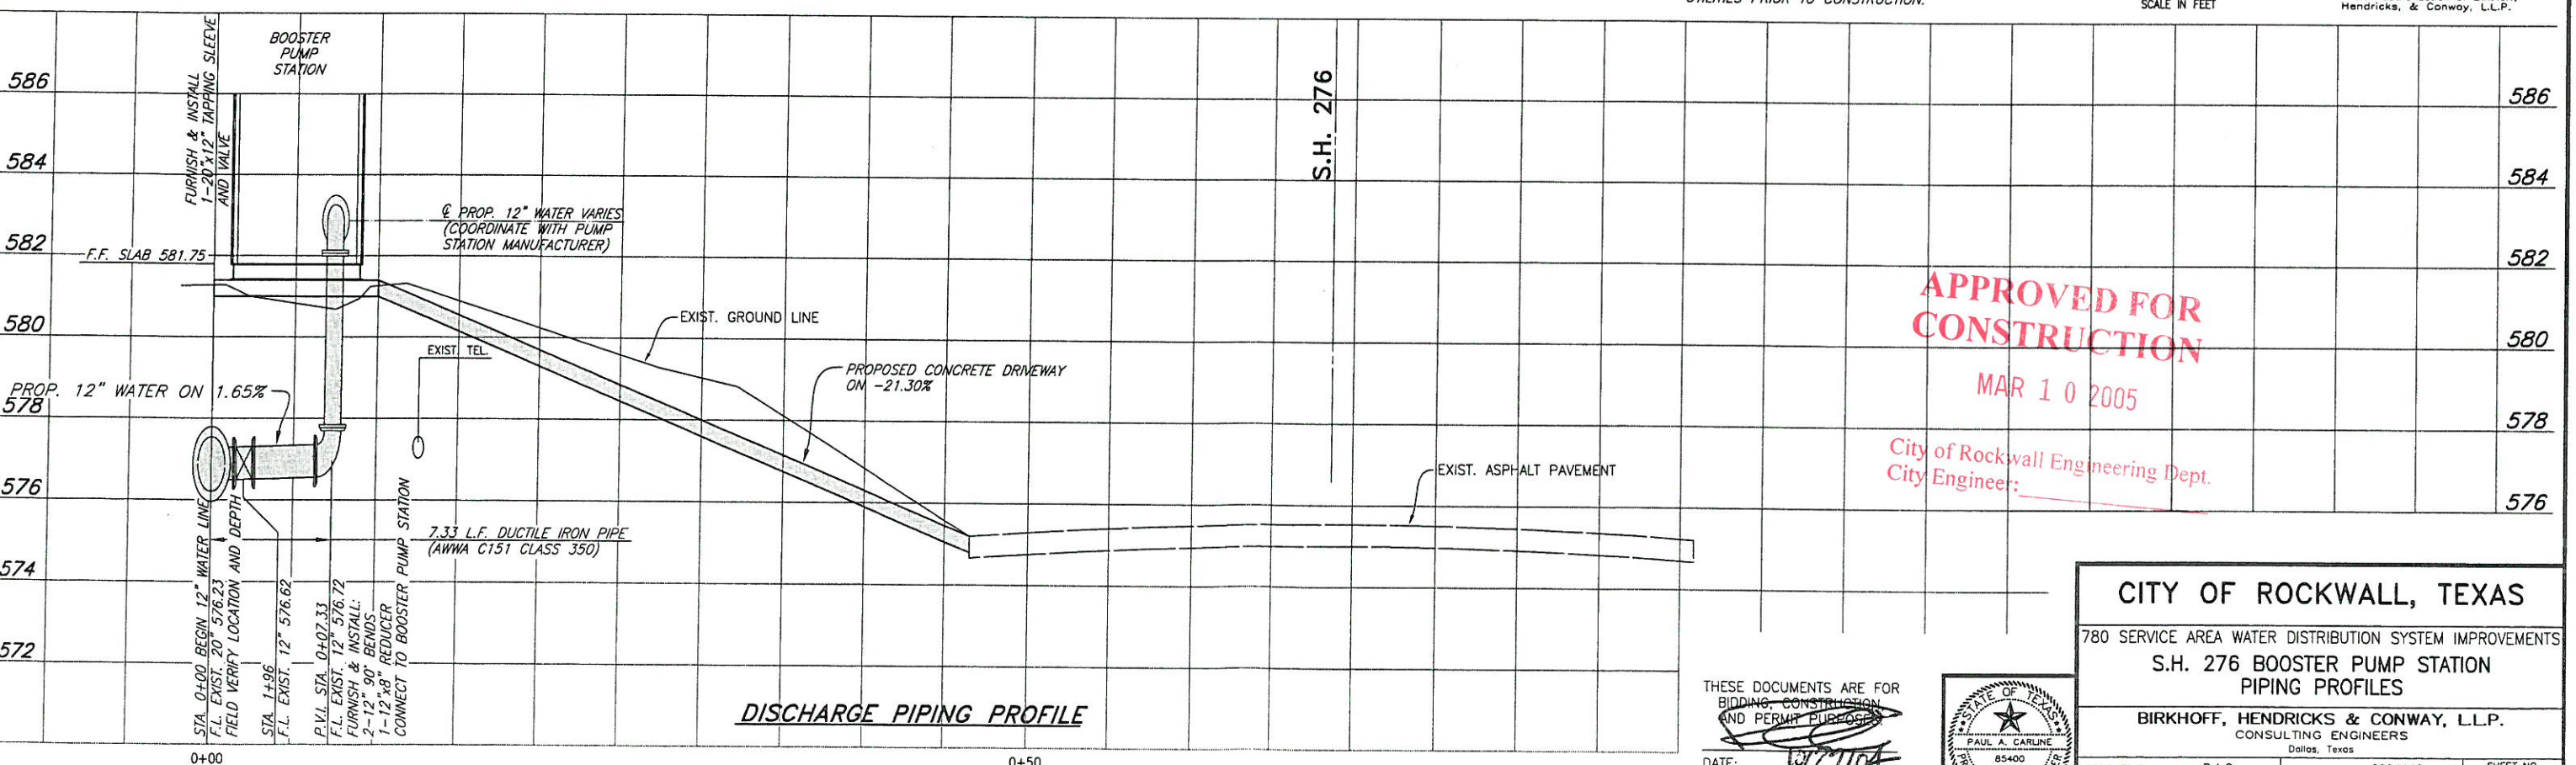 UTILITIES PRIOR TO CONSTRUCTION.
SCALE IN FEET
Hendricks, & Conway, L.L.P.
FURNISH & INSTALL
1-20"x12" TAPPING SLEEVE
AND VALVE
BOOSTER
PUMP
STATION
S.H. 276
586
586
584
584
582
582
580
580
578
578
576
576
574
572
℄ PROP. 12" WATER VARIES
(COORDINATE WITH PUMP
STATION MANUFACTURER)
F.F. SLAB 581.75
EXIST. GROUND LINE
EXIST. TEL.
PROPOSED CONCRETE DRIVEWAY
ON -21.30%
PROP. 12" WATER ON 1.65%
EXIST. ASPHALT PAVEMENT
7.33 L.F. DUCTILE IRON PIPE
(AWWA C151 CLASS 350)
STA. 0+00 BEGIN 12" WATER LINE
F.L. EXIST. 20" 576.23
FIELD VERIFY LOCATION AND DEPTH
STA. 1+96
F.L. EXIST. 12" 576.62
P.V.I. STA. 0+07.33
F.L. EXIST. 12" 576.72
FURNISH & INSTALL:
2-12" 90° BENDS
1-12"x8" REDUCER
CONNECT TO BOOSTER PUMP STATION
APPROVED FOR
CONSTRUCTION
MAR 10 2005
City of Rockwall Engineering Dept.
City Engineer:
DISCHARGE PIPING PROFILE
0+00
0+50
THESE DOCUMENTS ARE FOR
BIDDING, CONSTRUCTION
AND PERMIT PURPOSES
DATE:
STATE OF TEXAS
PAUL A. CARLINE
85400
CITY OF ROCKWALL, TEXAS
780 SERVICE AREA WATER DISTRIBUTION SYSTEM IMPROVEMENTS
S.H. 276 BOOSTER PUMP STATION
PIPING PROFILES
BIRKHOFF, HENDRICKS & CONWAY, L.L.P.
CONSULTING ENGINEERS
Dallas, Texas
SHEET NO.